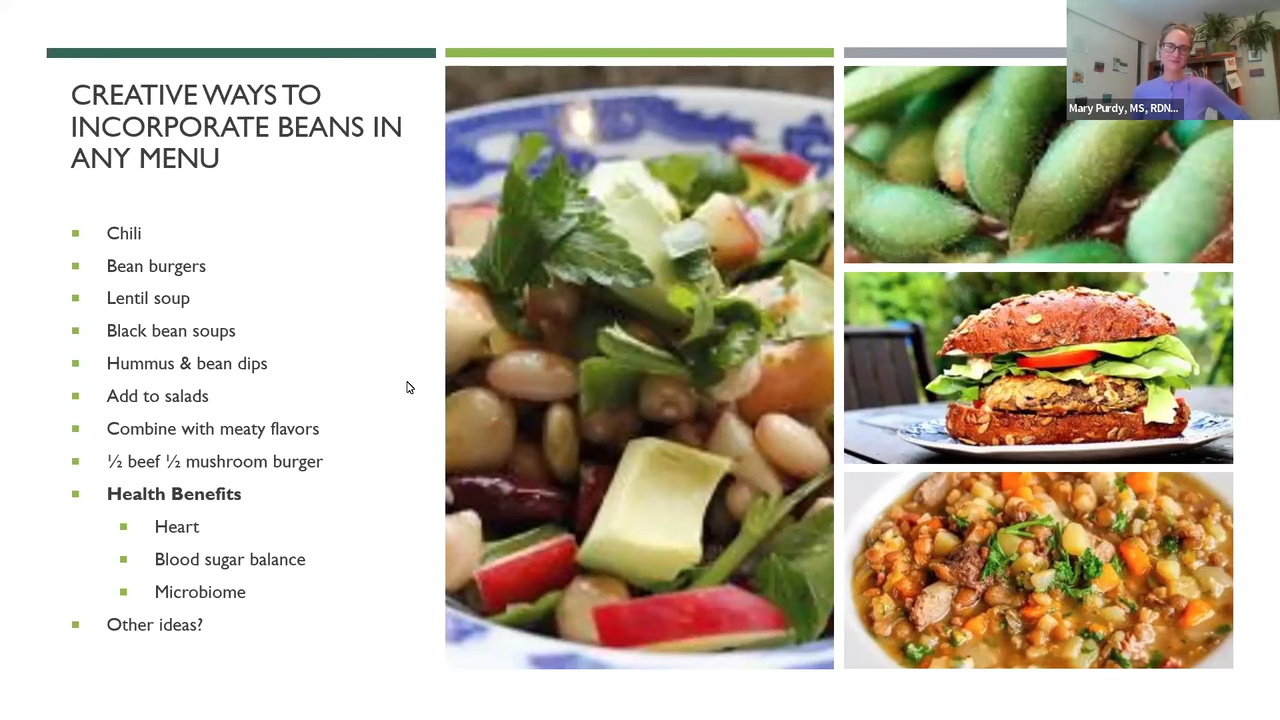 CREATIVE WAYS TO
INCORPORATE BEANS IN
ANY MENU
Chili
Bean burgers
Lentil soup
Black bean soups
Hummus & bean dips
Add to salads
Combine with meaty flavors
½ beef ½ mushroom burger
Health Benefits
Heart
Blood sugar balance
Microbiome
Other ideas?
Mary Purdy, MS, RDN...